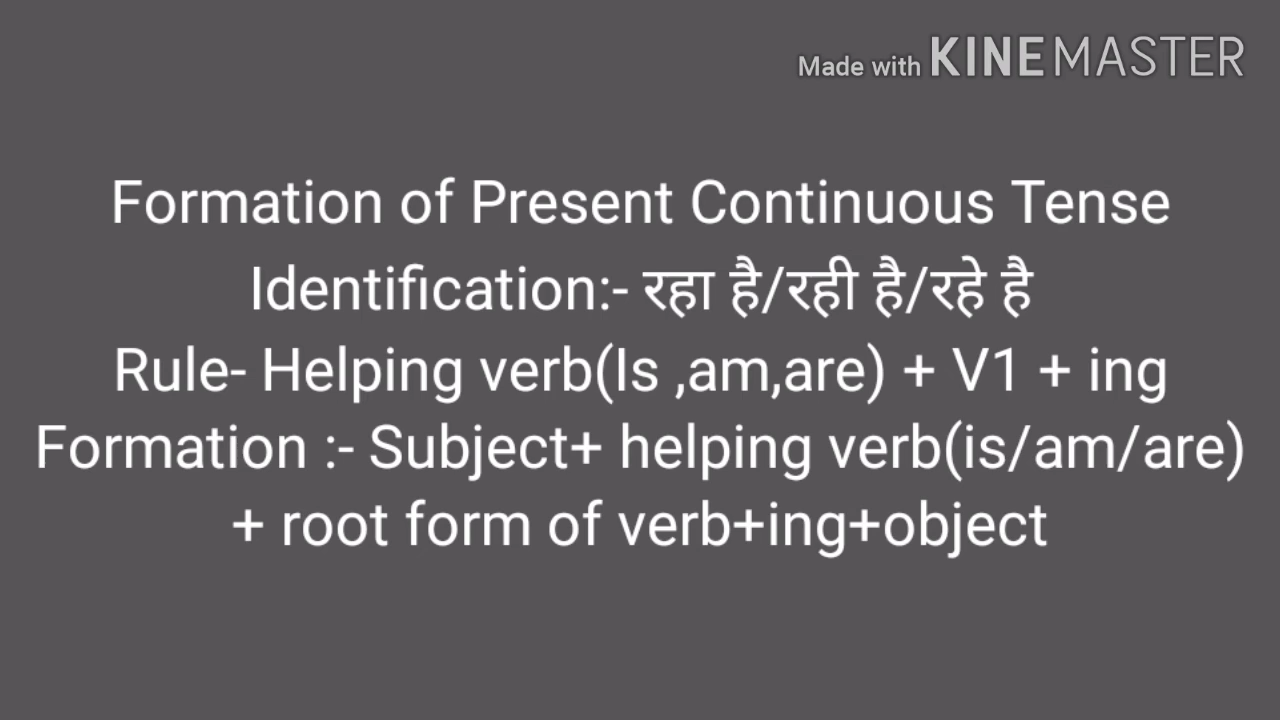 Made with KINEMASTER
Formation of Present Continuous Tense
Identification:- रहा है/रही है/रहे है
Rule- Helping verb(Is ,am,are) + V1 + ing
Formation :- Subject+ helping verb(is/am/are)
+ root form of verb+ing+object